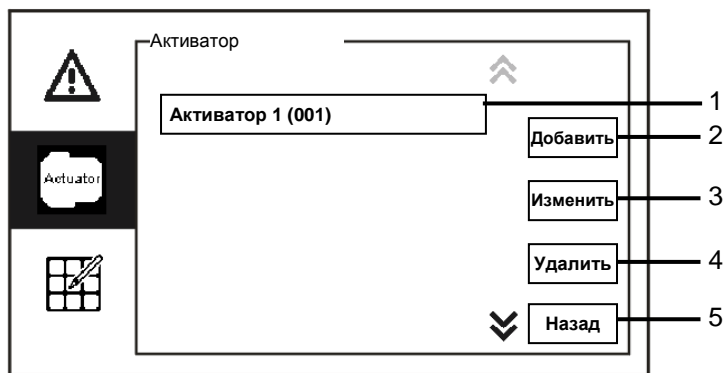 Активатор
Активатор 1 (001)
1
Добавить
2
Actuator
Изменить
3
Удалить
4
Назад
5